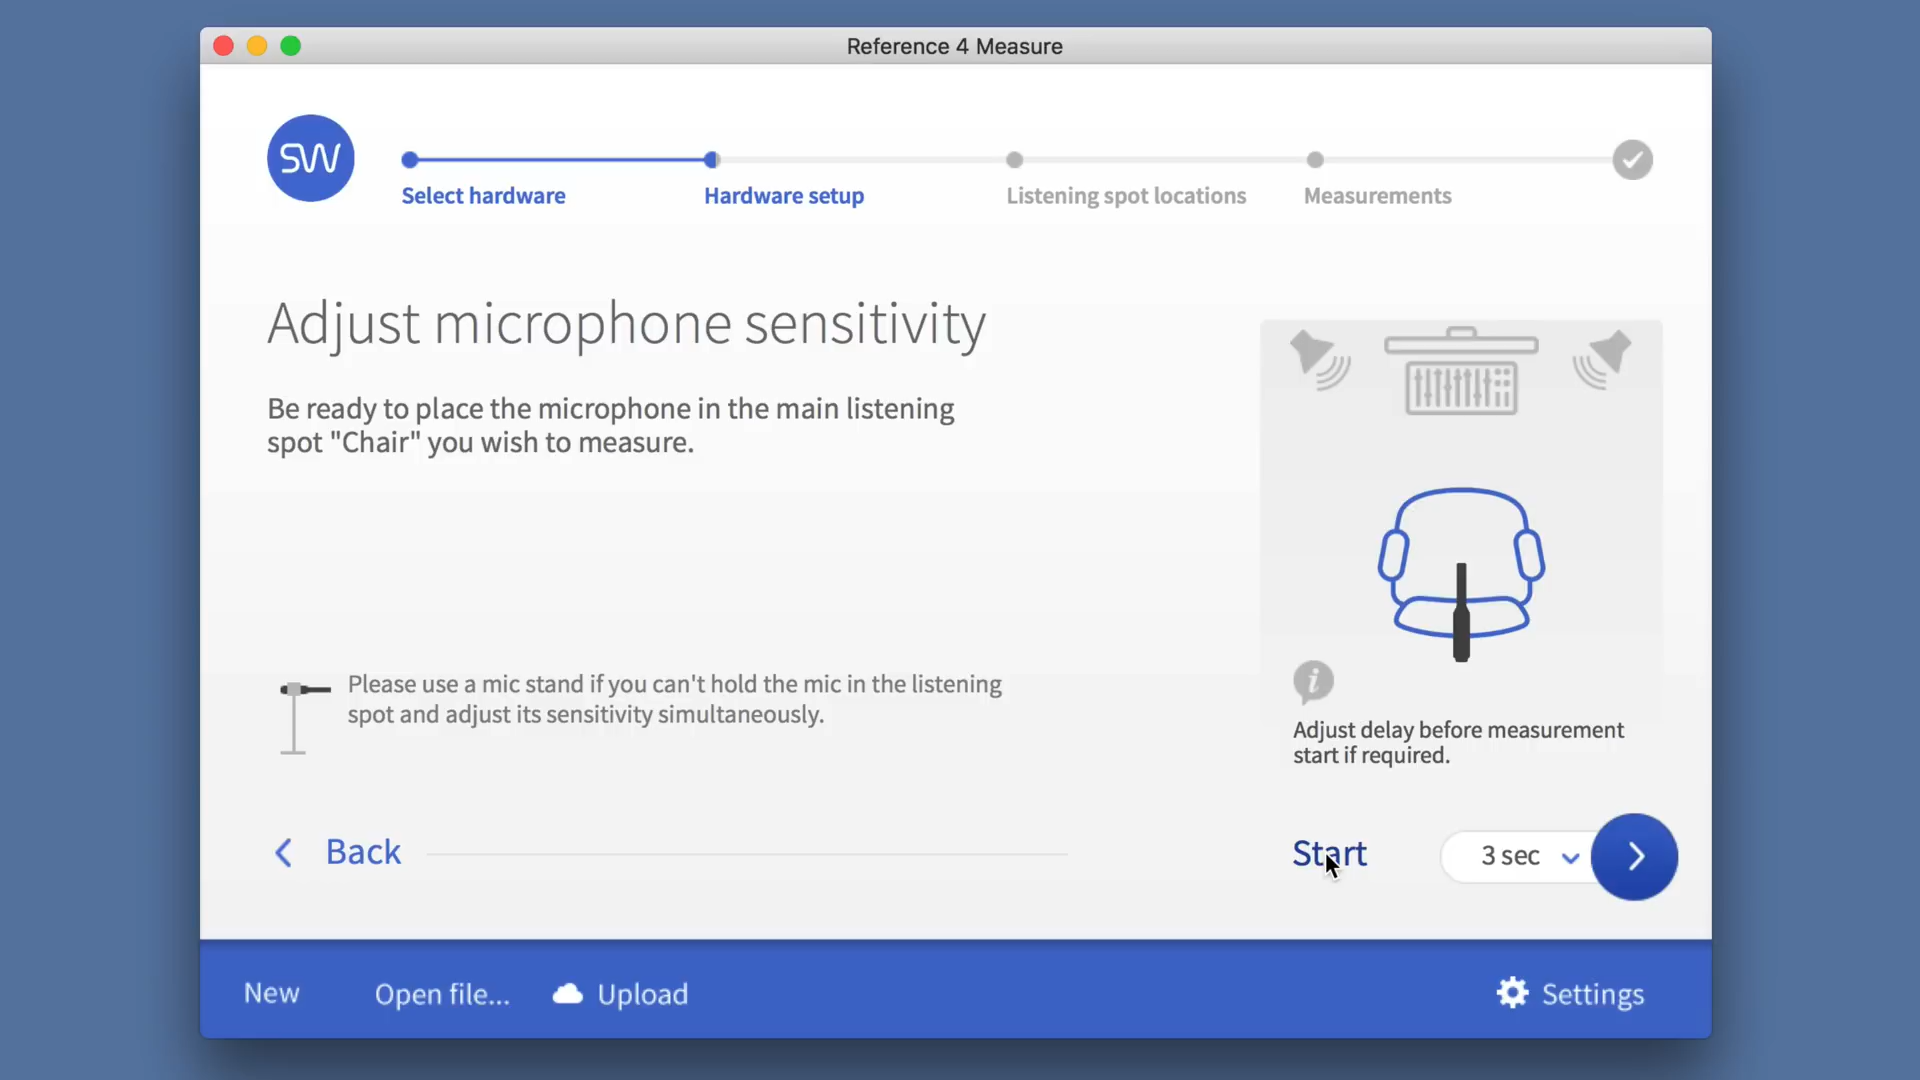 Reference 4 Measure
SW
Select hardware
Hardware setup
Listening spot locations
Measurements
Adjust microphone sensitivity
Be ready to place the microphone in the main listening
spot "Chair" you wish to measure.
Please use a mic stand if you can't hold the mic in the listening
spot and adjust its sensitivity simultaneously.
i
Adjust delay before measurement
start if required.
Back
Start
3 sec
New
Open file...
Upload
Settings